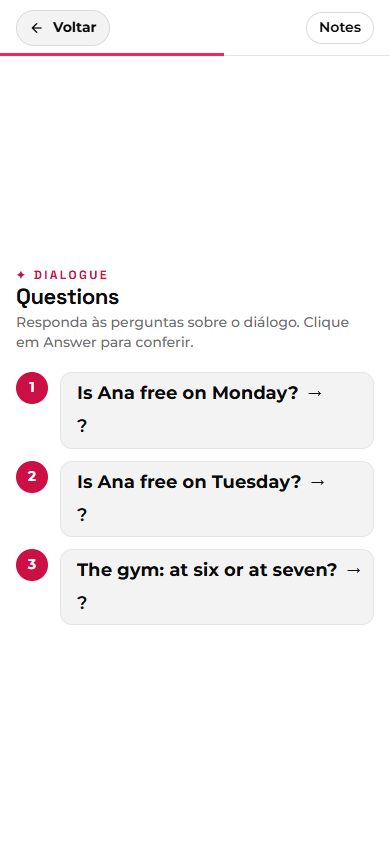 ← Voltar
Notes
✦ DIALOGUE
Questions
Responda às perguntas sobre o diálogo. Clique
em Answer para conferir.
1
Is Ana free on Monday? →
?
2
Is Ana free on Tuesday? →
?
3
The gym: at six or at seven? →
?